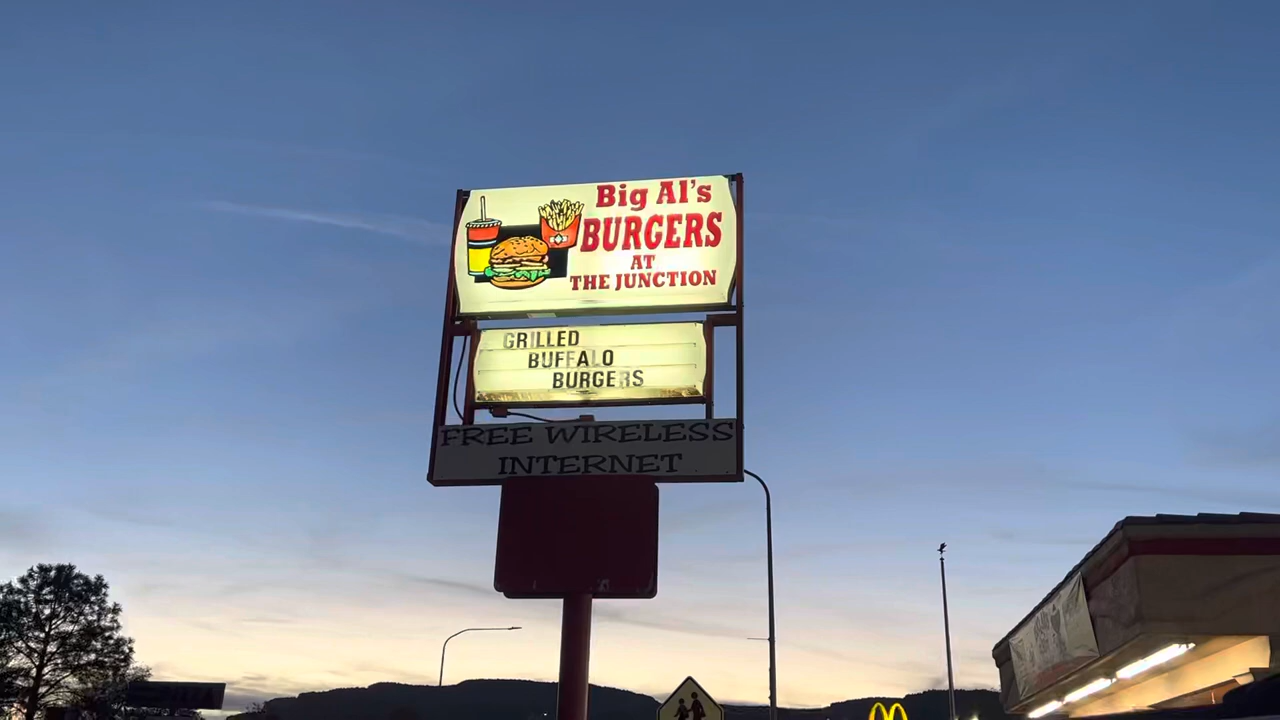 Big Al's
BURGERS
AT
THE JUNCTION
GRILLED
BUFFALO
BURGERS
FREE WIRELESS
INTERNET